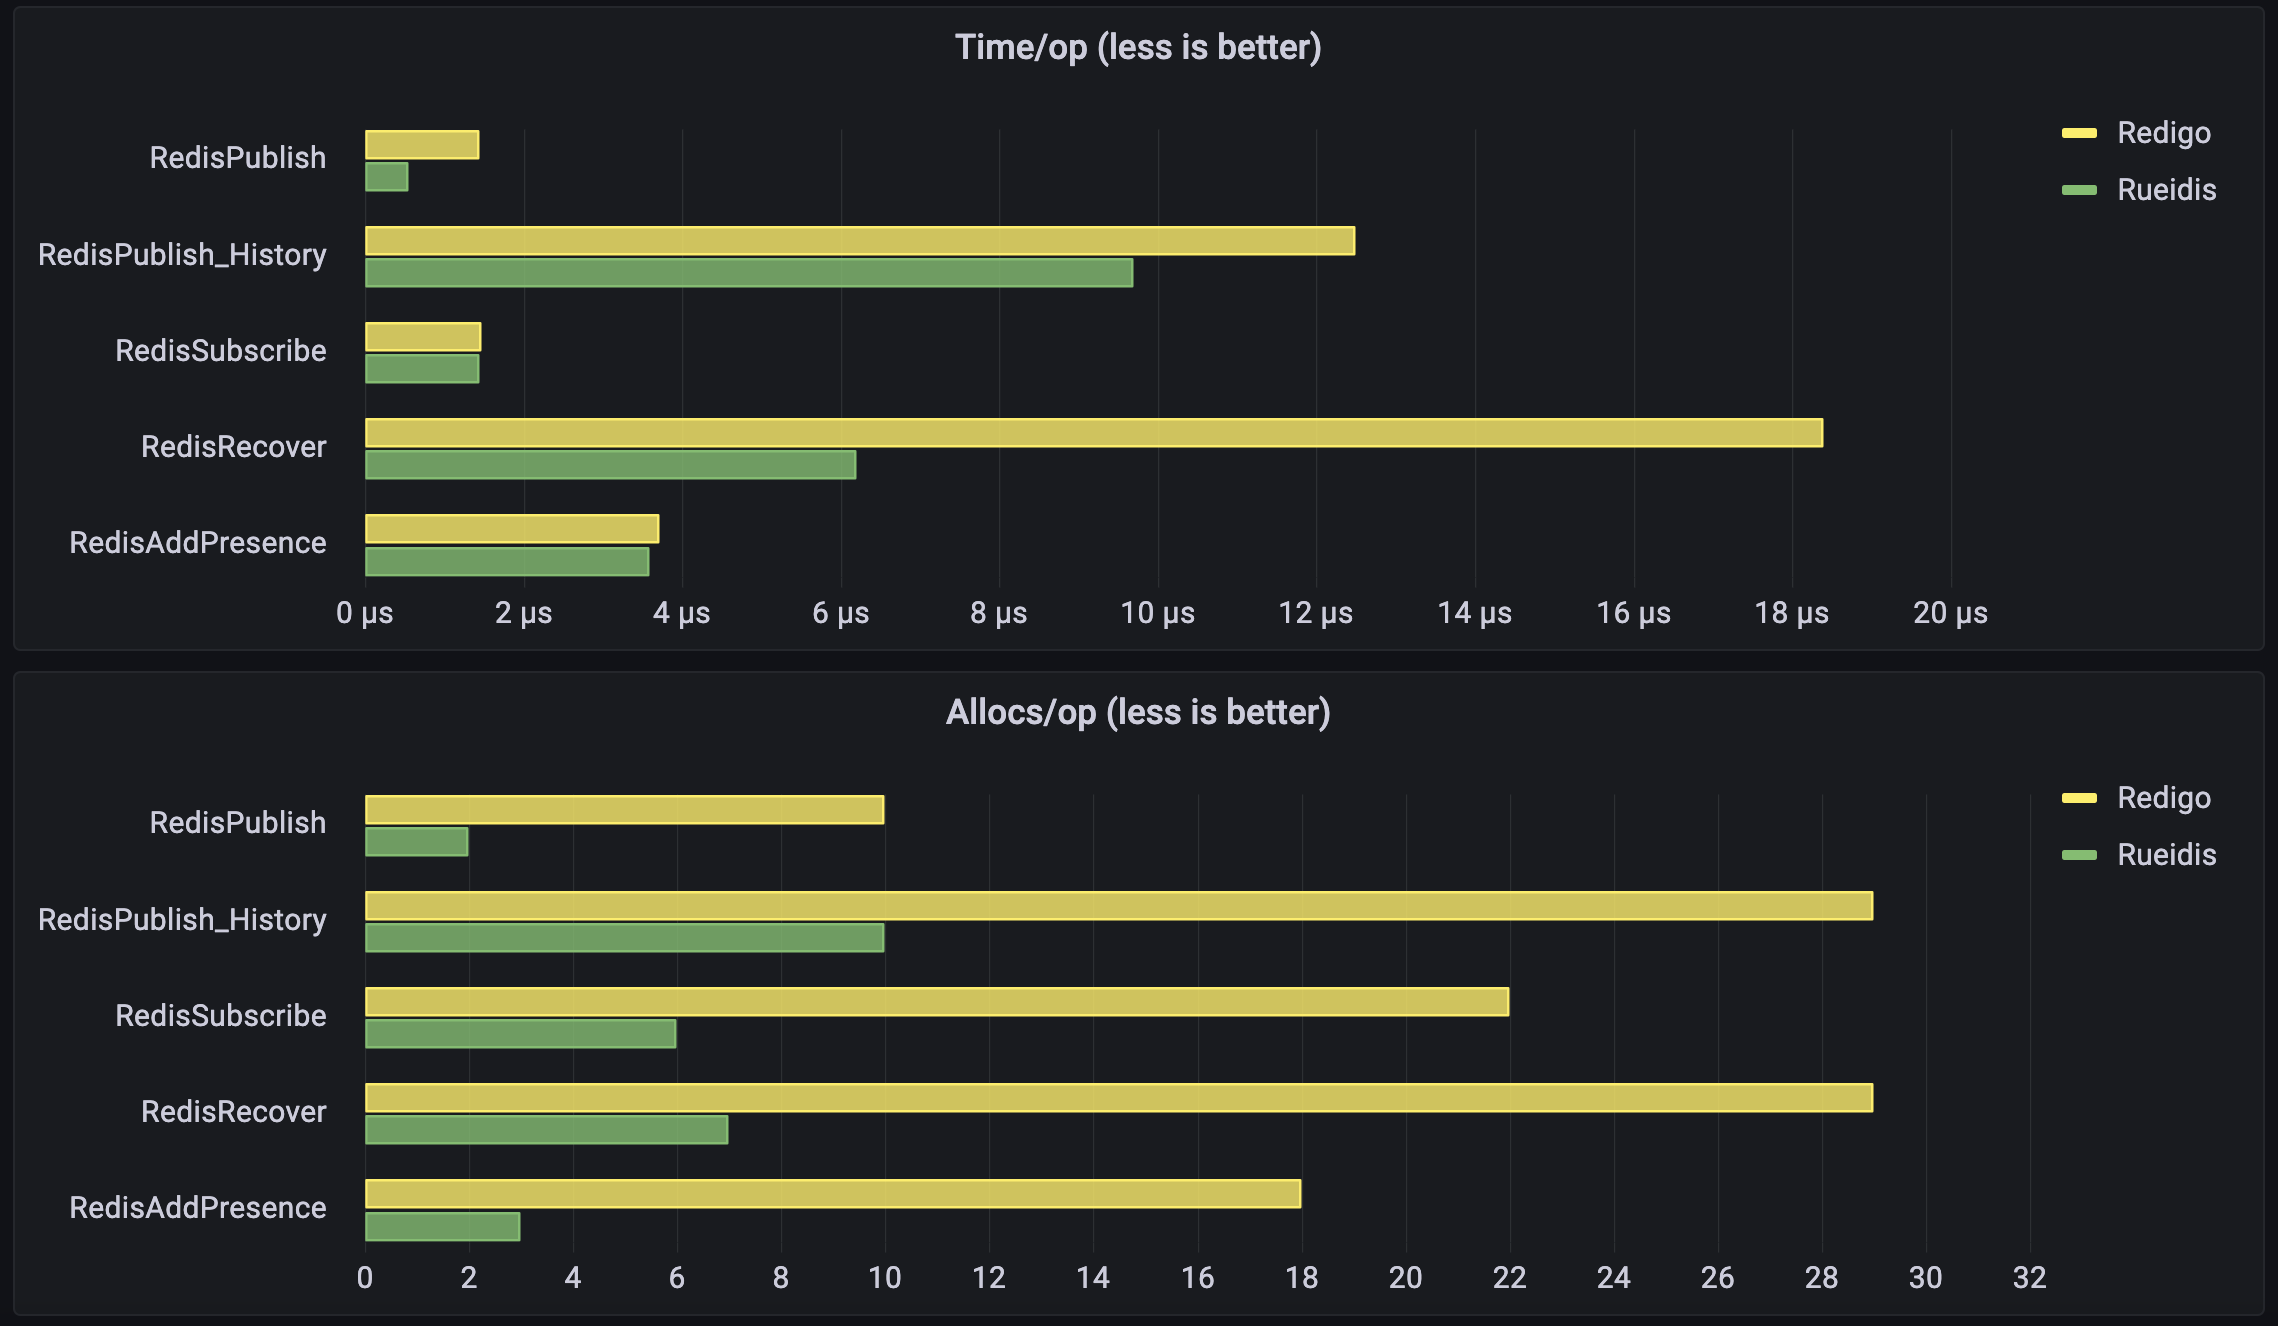 Time/op (less is better)
Redigo
Rueidis
RedisPublish
RedisPublish_History
RedisSubscribe
RedisRecover
RedisAddPresence
0 µs 2 µs 4 µs 6 µs 8 µs 10 µs 12 µs 14 µs 16 µs 18 µs 20 µs
Allocs/op (less is better)
Redigo
Rueidis
RedisPublish
RedisPublish_History
RedisSubscribe
RedisRecover
RedisAddPresence
0 2 4 6 8 10 12 14 16 18 20 22 24 26 28 30 32